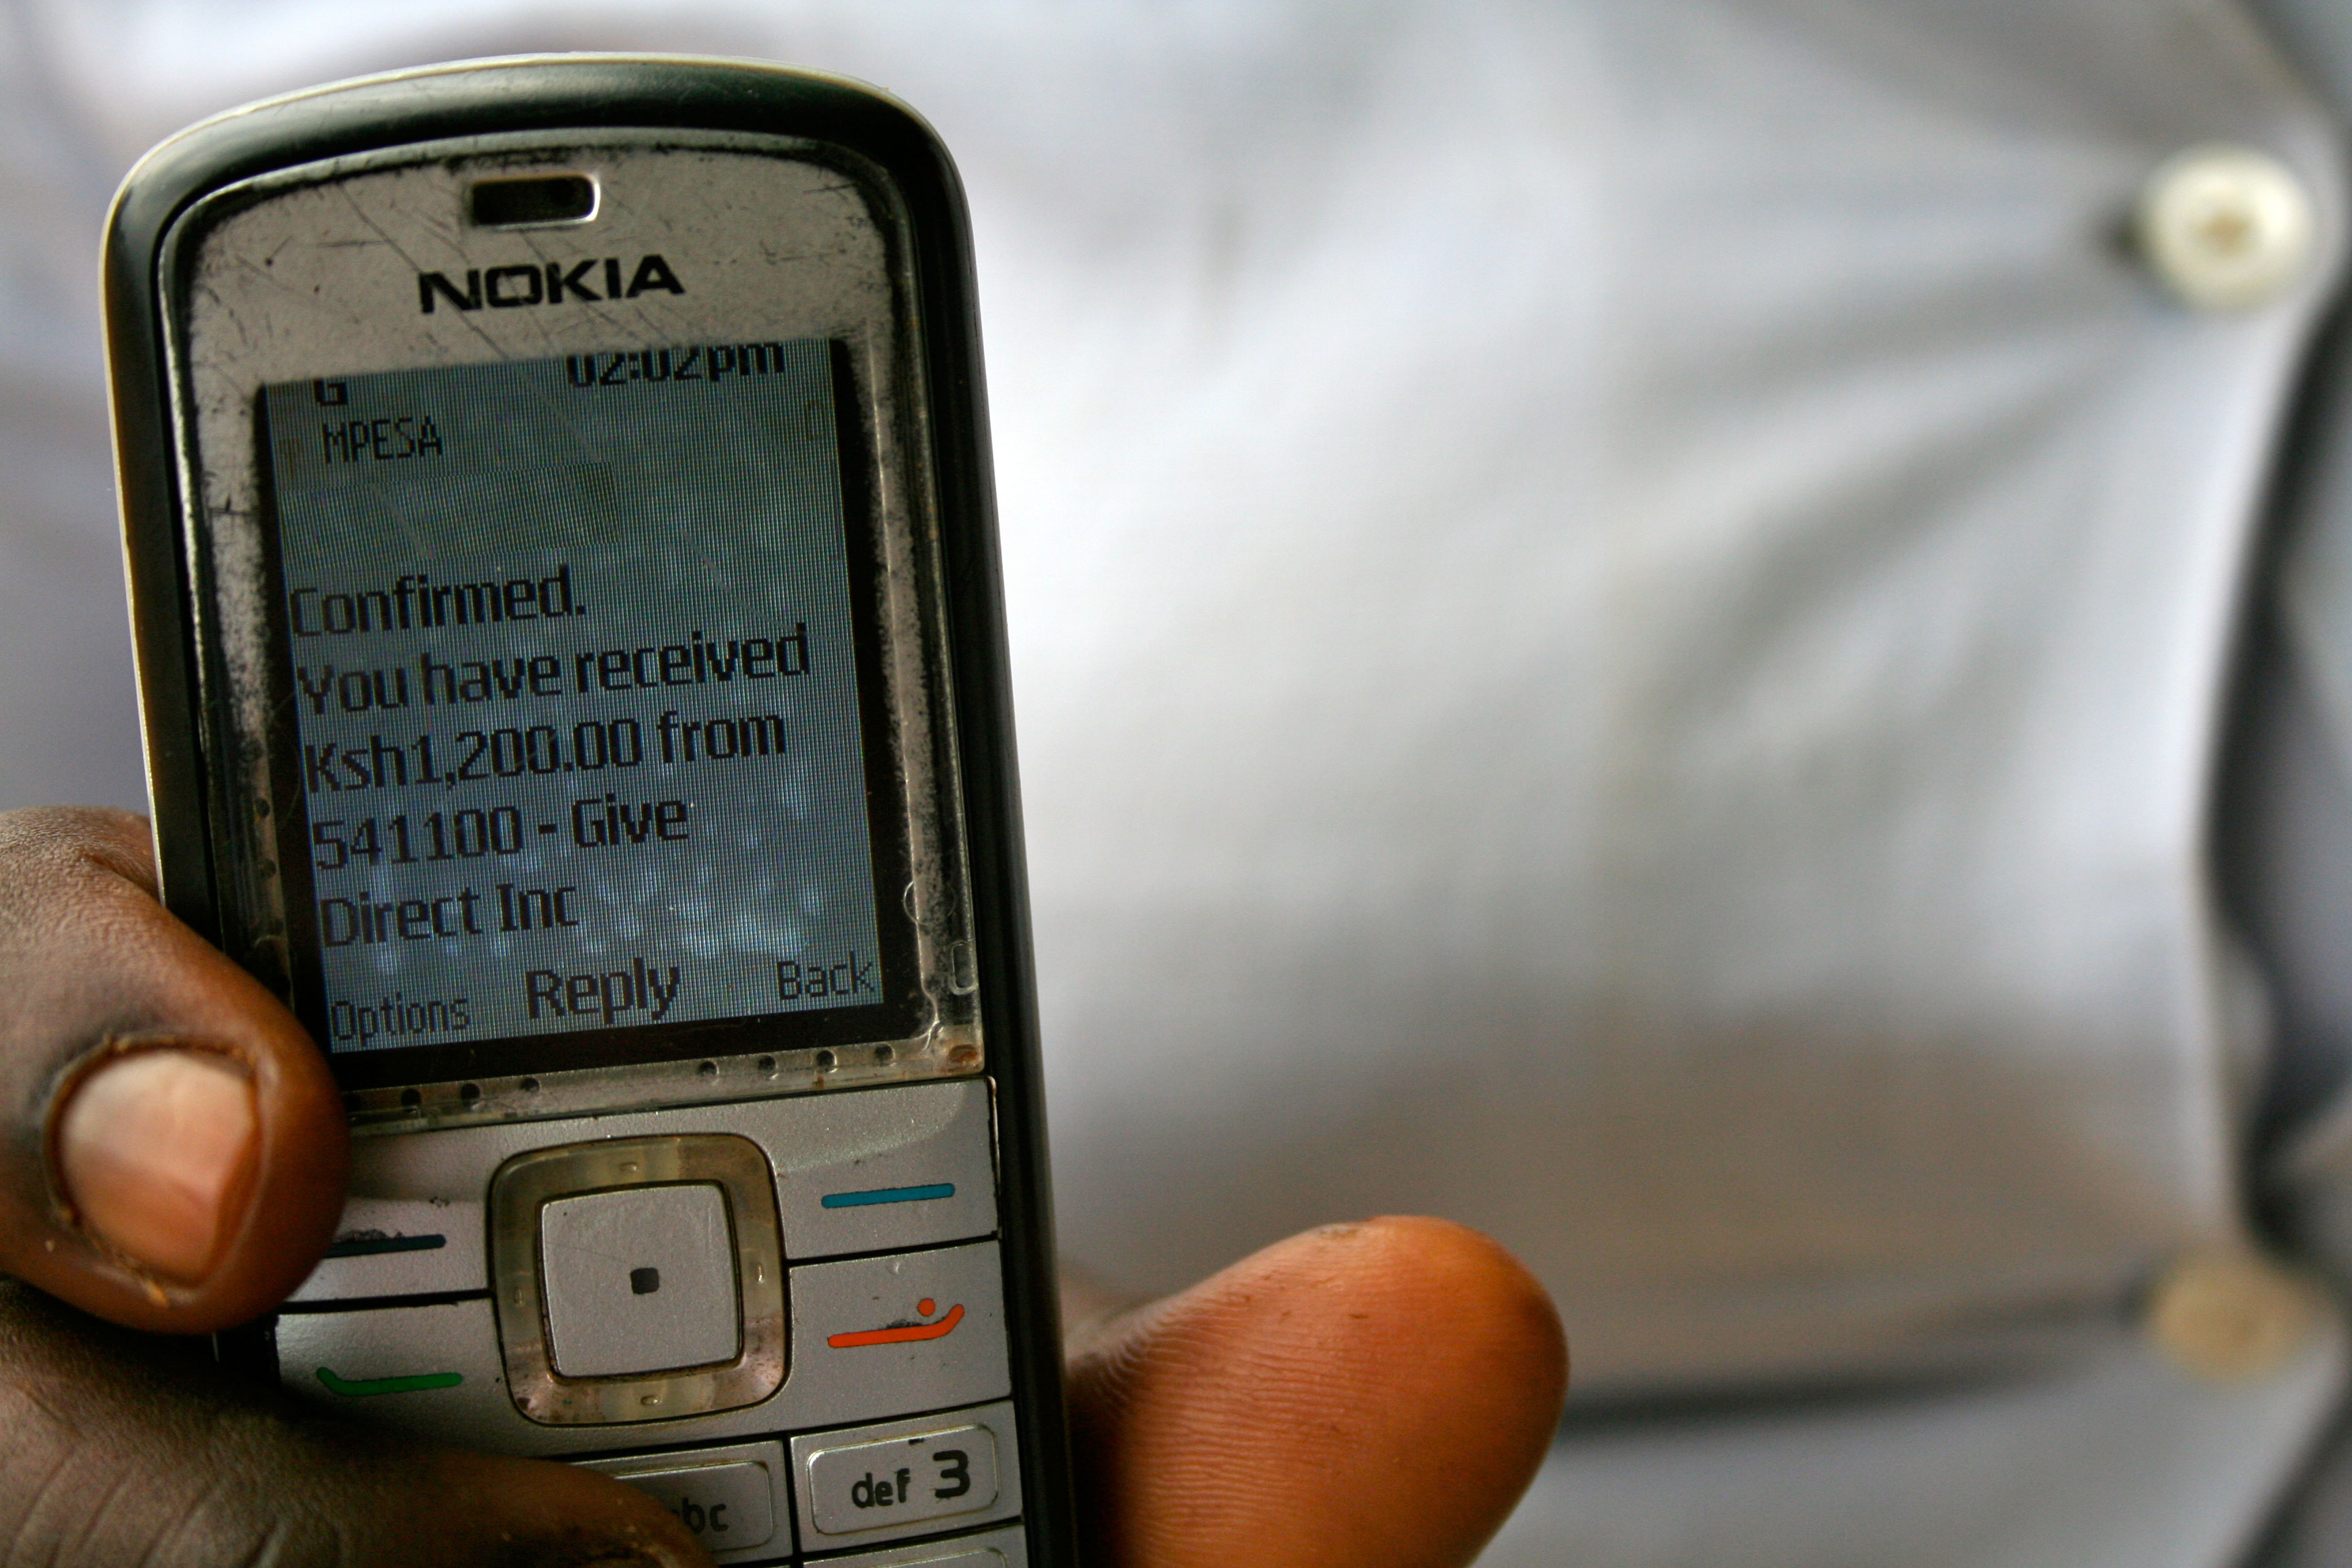 NOKIA
G 02:02pm
MPESA
Confirmed.
You have received
Ksh1,200.00 from
541100 - Give
Direct Inc
Options Reply Back
def 3